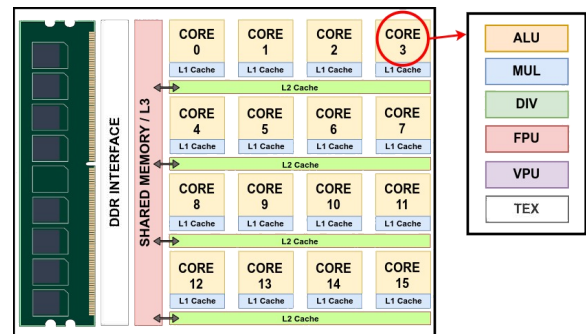 DDR INTERFACE
SHARED MEMORY / L3
CORE
0
CORE
1
CORE
2
CORE
3
L1 Cache
L1 Cache
L1 Cache
L1 Cache
L2 Cache
CORE
4
CORE
5
CORE
6
CORE
7
L1 Cache
L1 Cache
L1 Cache
L1 Cache
L2 Cache
CORE
8
CORE
9
CORE
10
CORE
11
L1 Cache
L1 Cache
L1 Cache
L1 Cache
L2 Cache
CORE
12
CORE
13
CORE
14
CORE
15
L1 Cache
L1 Cache
L1 Cache
L1 Cache
L2 Cache
ALU
MUL
DIV
FPU
VPU
TEX